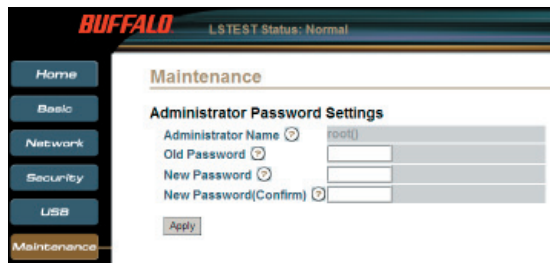 BUFFALO
LSTEST Status: Normal
Home
Basic
Network
Security
USB
Maintenance
Maintenance
Administrator Password Settings
Administrator Name ? root()
Old Password ?
New Password ?
New Password(Confirm) ?
Apply